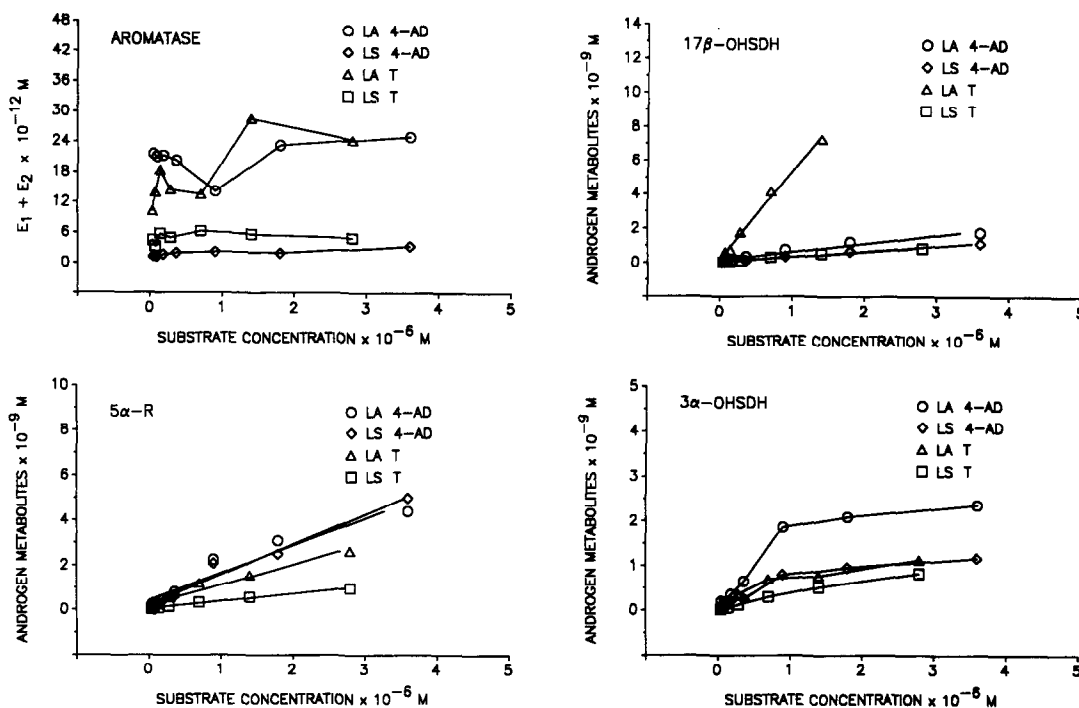 AROMATASE
LA 4-AD
LS 4-AD
LA T
LS T
E1 + E2 x 10^-12 M
48
42
36
30
24
18
12
6
0
0 1 2 3 4 5
SUBSTRATE CONCENTRATION x 10^-6 M
17β-OHSDH
LA 4-AD
LS 4-AD
LA T
LS T
ANDROGEN METABOLITES x 10^-9 M
14
12
10
8
6
4
2
0
0 1 2 3 4 5
SUBSTRATE CONCENTRATION x 10^-6 M
5α-R
LA 4-AD
LS 4-AD
LA T
LS T
ANDROGEN METABOLITES x 10^-9 M
10
8
6
4
2
0
0 1 2 3 4 5
SUBSTRATE CONCENTRATION x 10^-6 M
3α-OHSDH
LA 4-AD
LS 4-AD
LA T
LS T
ANDROGEN METABOLITES x 10^-9 M
5
4
3
2
1
0
0 1 2 3 4 5
SUBSTRATE CONCENTRATION x 10^-6 M